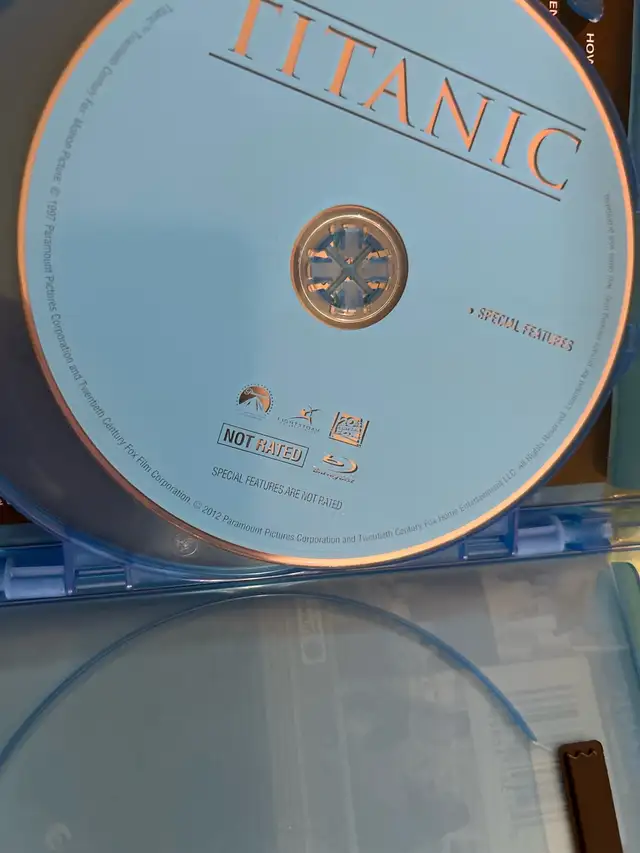 TITANIC
SPECIAL FEATURES
NOT RATED
SPECIAL FEATURES ARE NOT RATED
© 1997 Paramount Pictures Corporation and Twentieth Century Fox Film Corporation. © 2012 Paramount Pictures Corporation and Twentieth Century Fox Home Entertainment LLC. All Rights Reserved.
HOW